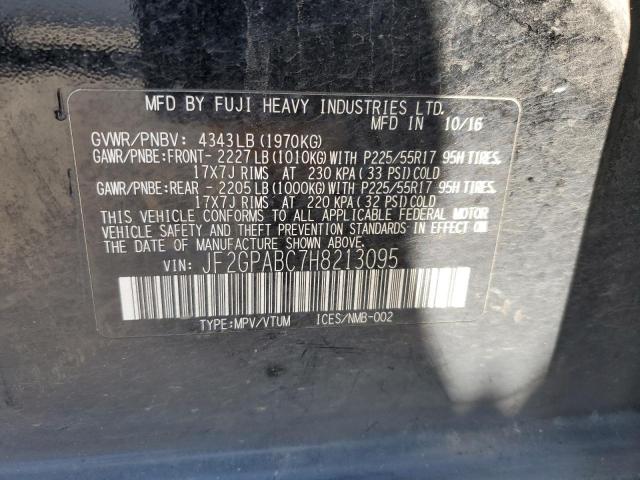 MFD BY FUJI HEAVY INDUSTRIES LTD.
MFD IN 10/16
GVWR/PNBV: 4343LB (1970KG)
GAWR/PNBE:FRONT- 2227LB (1010KG) WITH P225/55R17 95H TIRES,
17X7J RIMS AT 230 KPA (33 PSI) COLD
GAWR/PNBE:REAR - 2205LB (1000KG) WITH P225/55R17 95H TIRES,
17X7J RIMS AT 220 KPA (32 PSI) COLD
THIS VEHICLE CONFORMS TO ALL APPLICABLE FEDERAL MOTOR
VEHICLE SAFETY AND THEFT PREVENTION STANDARDS IN EFFECT
ON THE DATE OF MANUFACTURE SHOWN ABOVE.
VIN: JF2GPABC7H8213095
TYPE:MPV/VTUM ICES/NMB-002